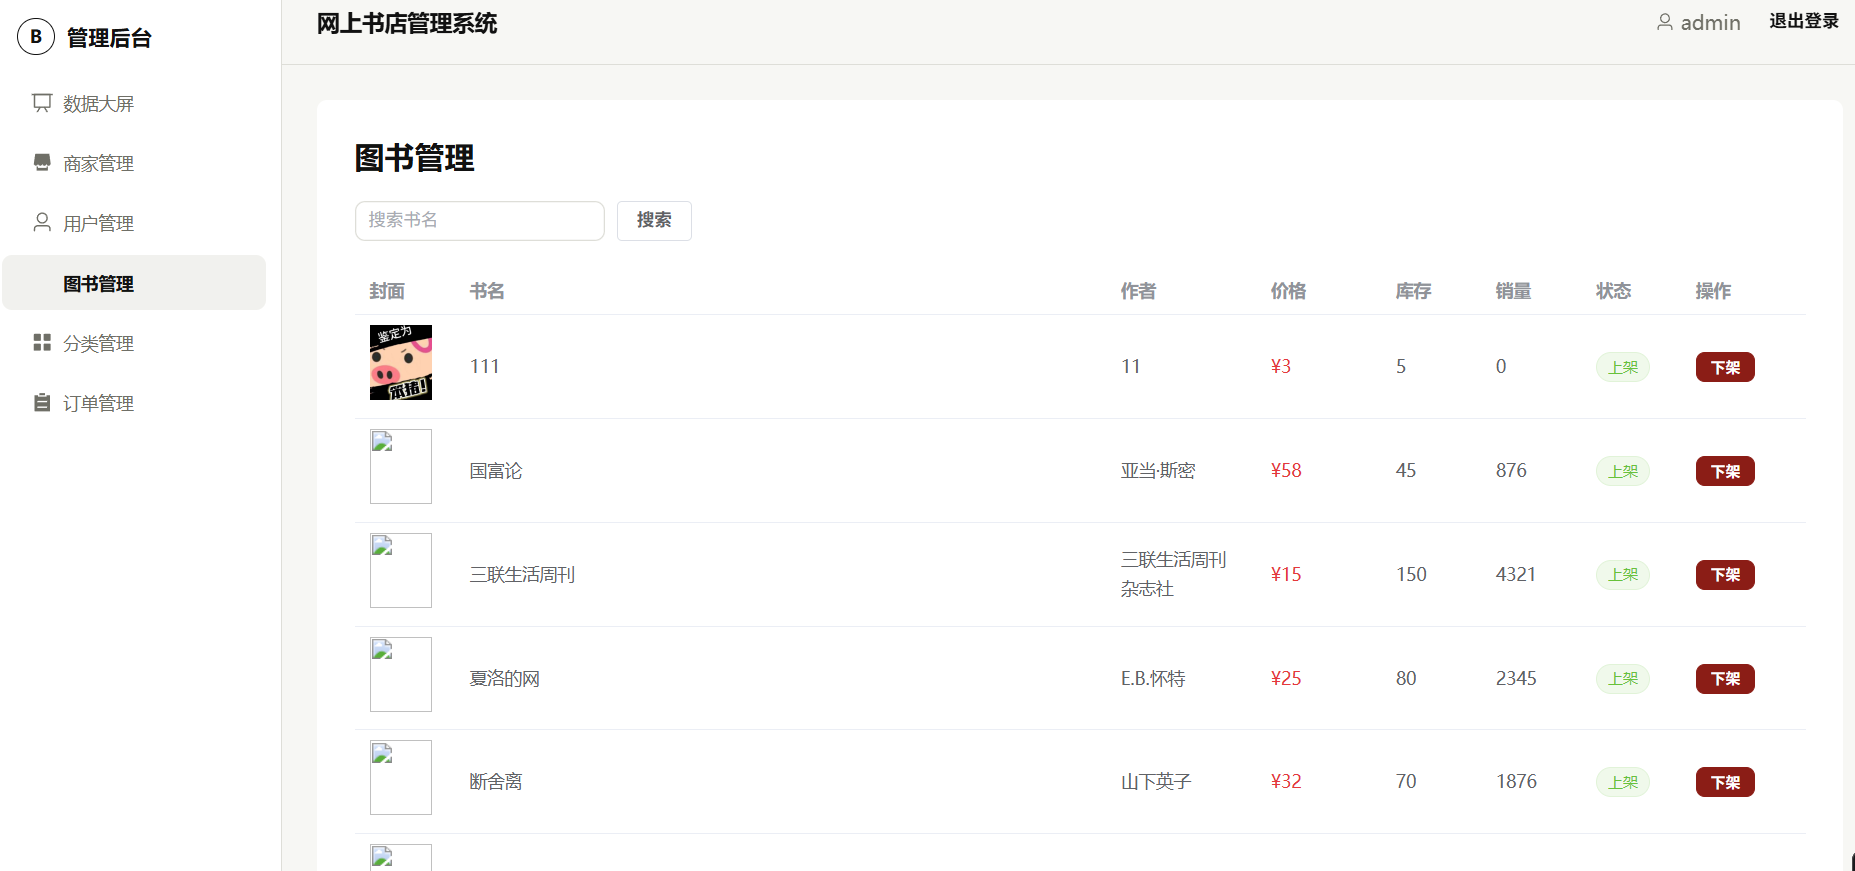 B 管理后台
数据大屏
商家管理
用户管理
图书管理
分类管理
订单管理
网上书店管理系统
admin 退出登录
图书管理
搜索书名 搜索
封面 书名 作者 价格 库存 销量 状态 操作
鉴定为
笨猪!
111 11 ¥3 5 0 上架 下架
国富论 亚当·斯密 ¥58 45 876 上架 下架
三联生活周刊 三联生活周刊 ¥15 150 4321 上架 下架
杂志社
夏洛的网 E.B.怀特 ¥25 80 2345 上架 下架
断舍离 山下英子 ¥32 70 1876 上架 下架